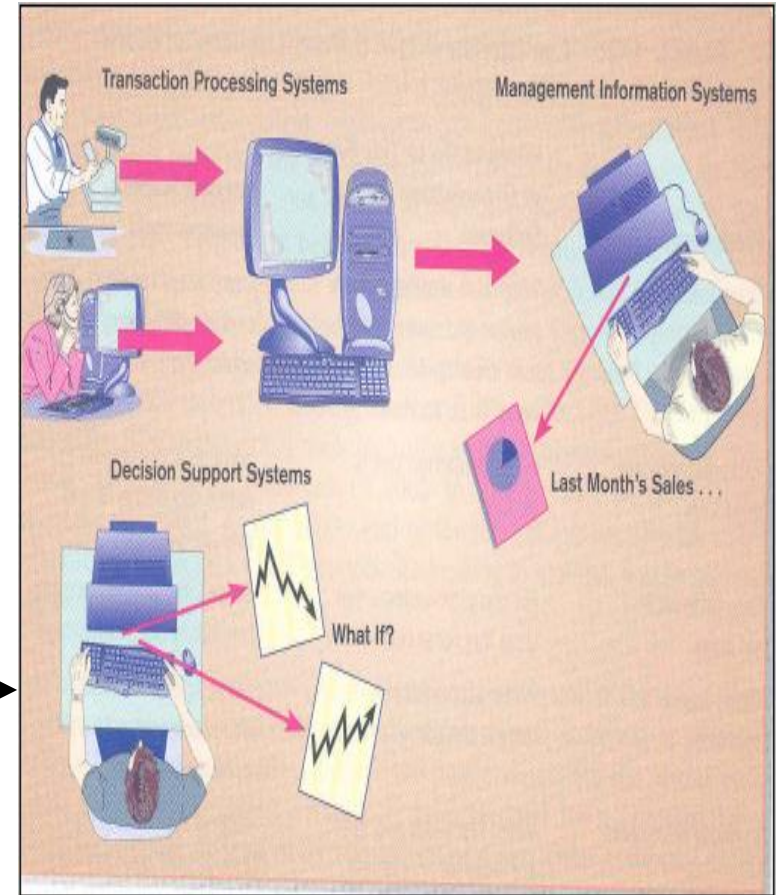 Transaction Processing Systems
Management Information Systems
Last Month's Sales . . .
Decision Support Systems
What If?